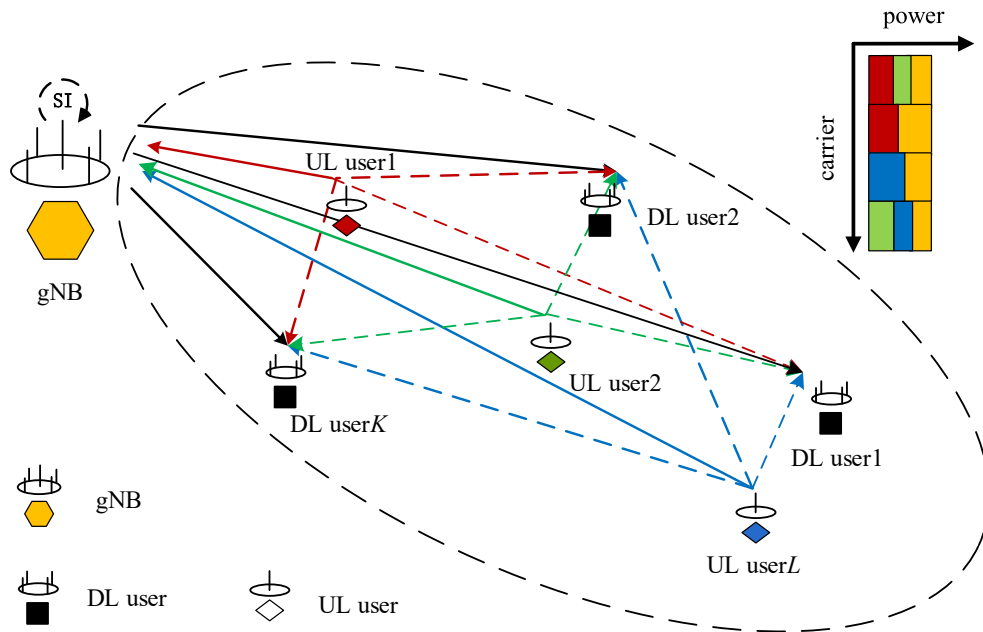 power
SI
carrier
UL user1
DL user2
gNB
UL user2
DL userK
DL user1
gNB
UL userL
DL user
UL user